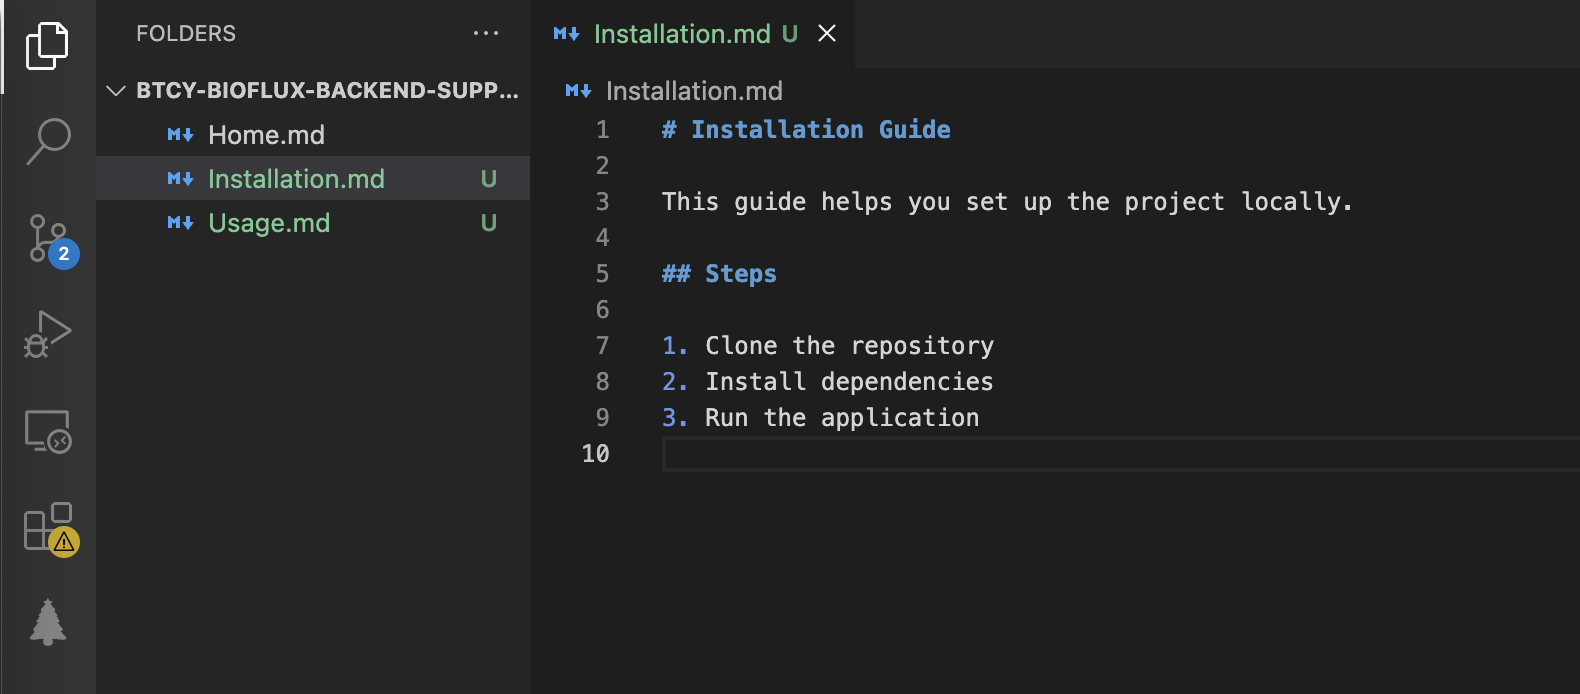 FOLDERS
BTCY-BIOFLUX-BACKEND-SUPP...
Home.md
Installation.md U
Usage.md U
2
Installation.md U
Installation.md
1 # Installation Guide
2
3 This guide helps you set up the project locally.
4
5 ## Steps
6
7 1. Clone the repository
8 2. Install dependencies
9 3. Run the application
10